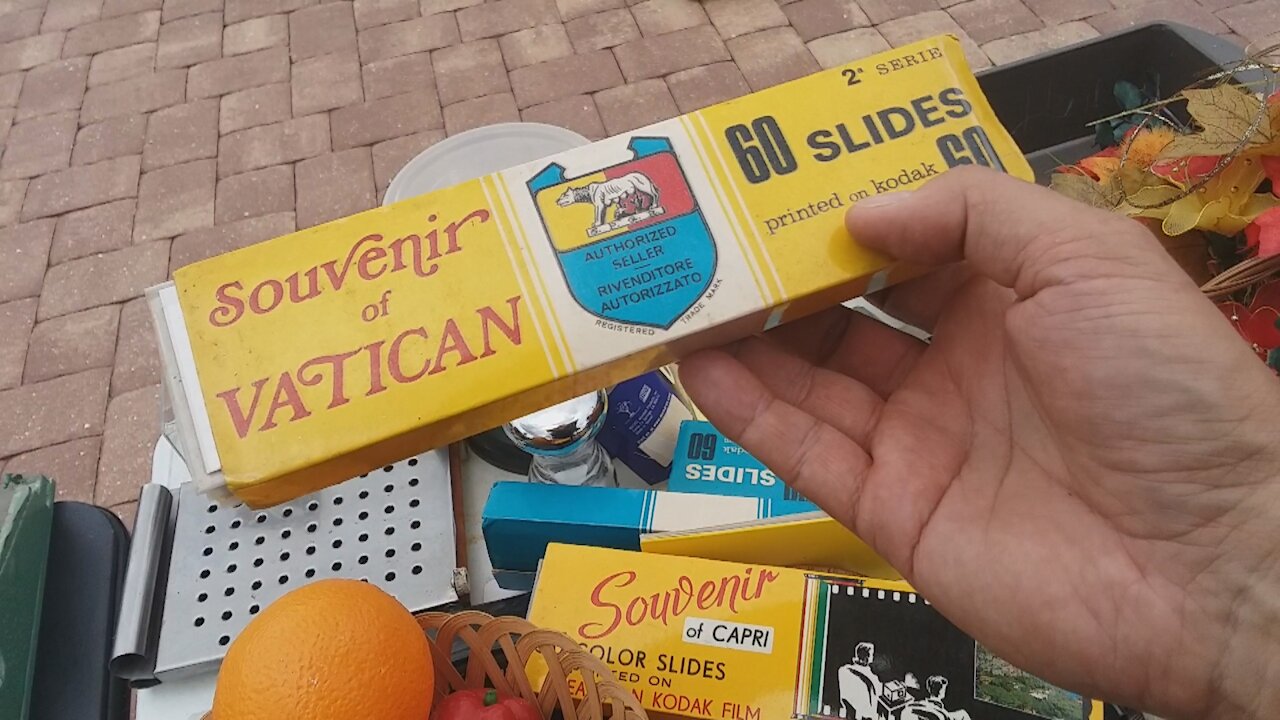 Souvenir
of
VATICAN
AUTHORIZED
SELLER
RIVENDITORE
AUTORIZZATO
REGISTERED TRADE MARK
2ª SERIE
60 SLIDES 60
printed on kodak
60
SLIDES
Souvenir
of CAPRI
COLOR SLIDES
ON
KODAK FILM